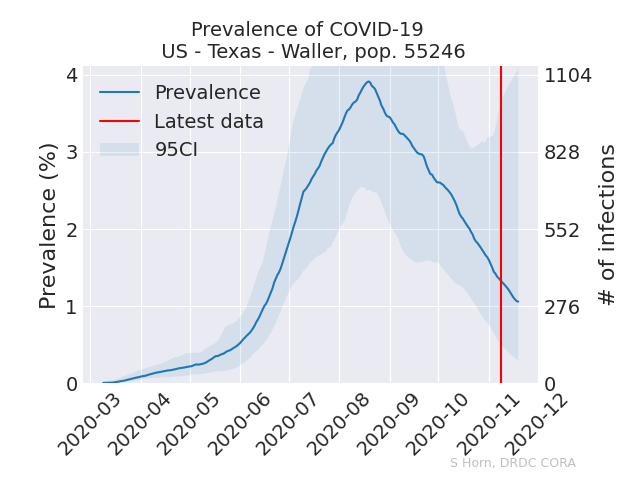 Prevalence of COVID-19
US - Texas - Waller, pop. 55246
Prevalence
Latest data
95CI
Prevalence (%)
4
3
2
1
0
1104
828
552
276
0
# of infections
2020-03
2020-04
2020-05
2020-06
2020-07
2020-08
2020-09
2020-10
2020-11
2020-12
S Horn, DRDC CORA